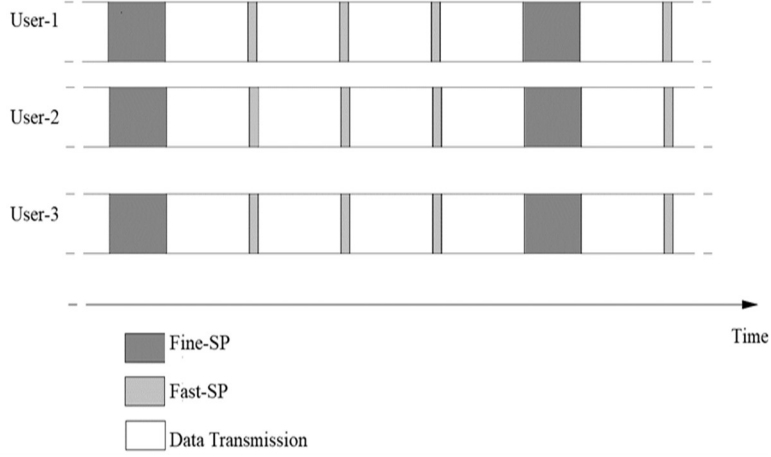 User-1
User-2
User-3
Time
Fine-SP
Fast-SP
Data Transmission